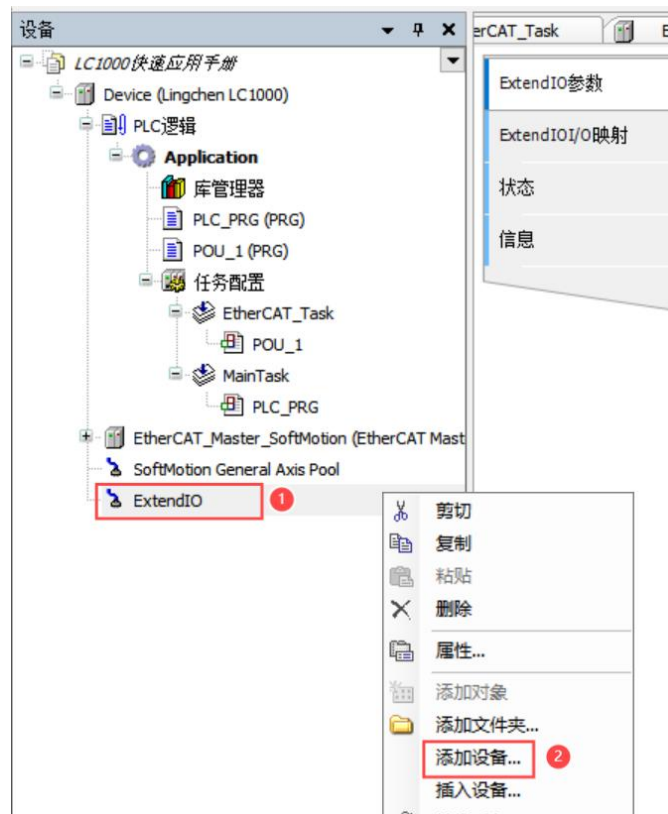 设备
erCAT_Task
LC1000快速应用手册
Device (Lingchen LC1000)
PLC逻辑
Application
库管理器
PLC_PRG (PRG)
POU_1 (PRG)
任务配置
EtherCAT_Task
POU_1
MainTask
PLC_PRG
EtherCAT_Master_SoftMotion (EtherCAT Mast
SoftMotion General Axis Pool
ExtendIO
1
ExtendIO参数
ExtendIOI/O映射
状态
信息
剪切
复制
粘贴
删除
属性...
添加对象
添加文件夹...
添加设备...
2
插入设备...